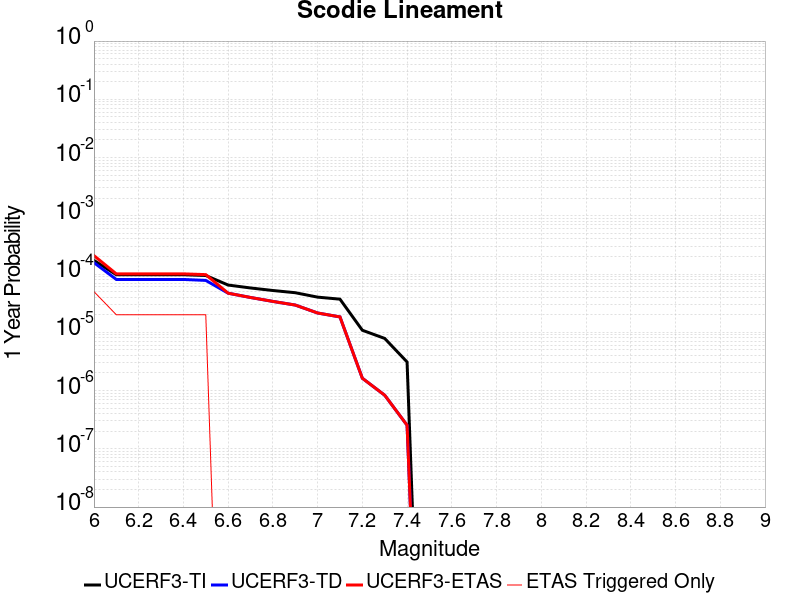 Scodie Lineament
10^0
10^-1
10^-2
10^-3
10^-4
10^-5
10^-6
10^-7
10^-8
1 Year Probability
6 6.2 6.4 6.6 6.8 7 7.2 7.4 7.6 7.8 8 8.2 8.4 8.6 8.8 9
Magnitude
UCERF3-TI UCERF3-TD UCERF3-ETAS ETAS Triggered Only